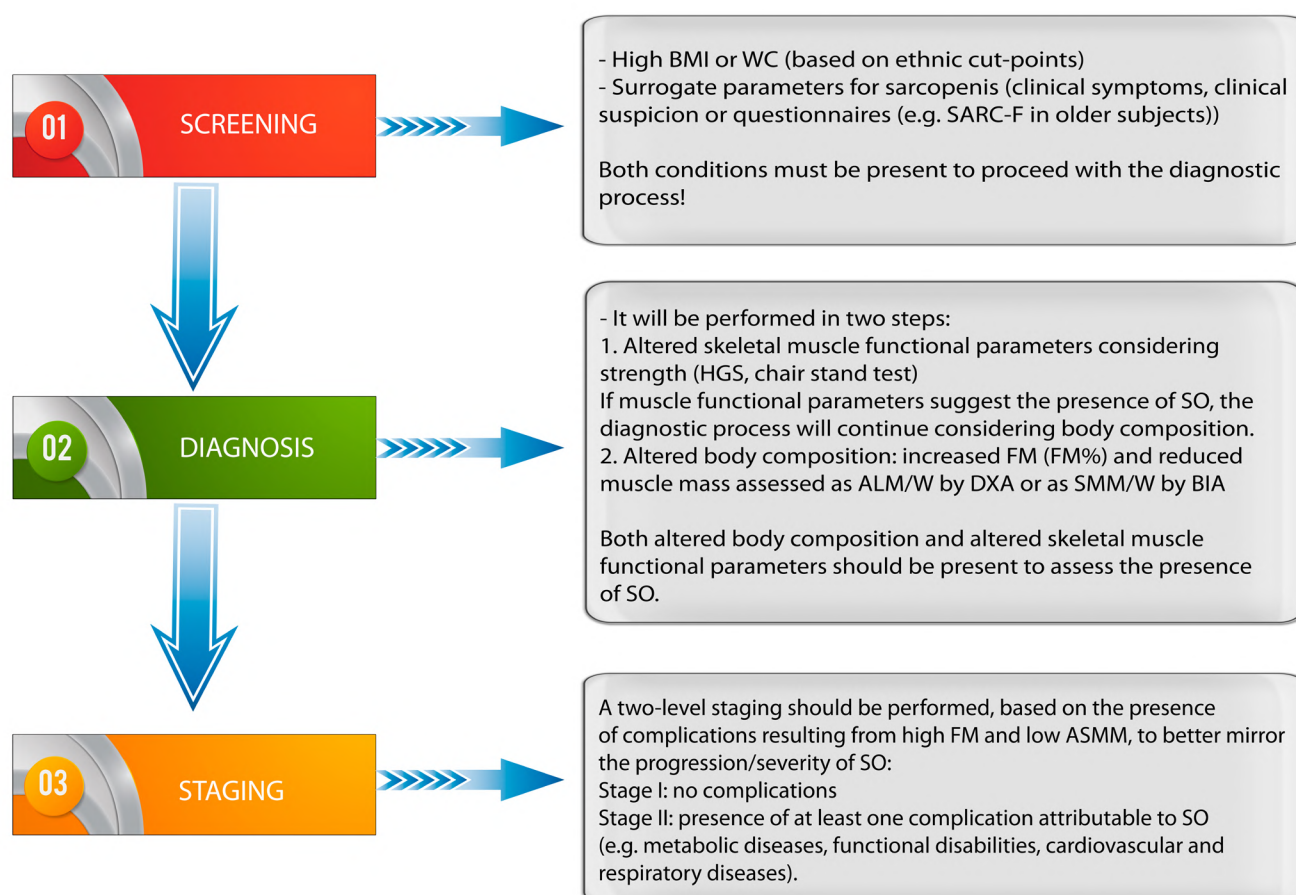 01
SCREENING
- High BMI or WC (based on ethnic cut-points)
- Surrogate parameters for sarcopenis (clinical symptoms, clinical
suspicion or questionnaires (e.g. SARC-F in older subjects))
Both conditions must be present to proceed with the diagnostic
process!
02
DIAGNOSIS
- It will be performed in two steps:
1. Altered skeletal muscle functional parameters considering
strength (HGS, chair stand test)
If muscle functional parameters suggest the presence of SO, the
diagnostic process will continue considering body composition.
2. Altered body composition: increased FM (FM%) and reduced
muscle mass assessed as ALM/W by DXA or as SMM/W by BIA
Both altered body composition and altered skeletal muscle
functional parameters should be present to assess the presence
of SO.
03
STAGING
A two-level staging should be performed, based on the presence
of complications resulting from high FM and low ASMM, to better mirror
the progression/severity of SO:
Stage I: no complications
Stage II: presence of at least one complication attributable to SO
(e.g. metabolic diseases, functional disabilities, cardiovascular and
respiratory diseases).